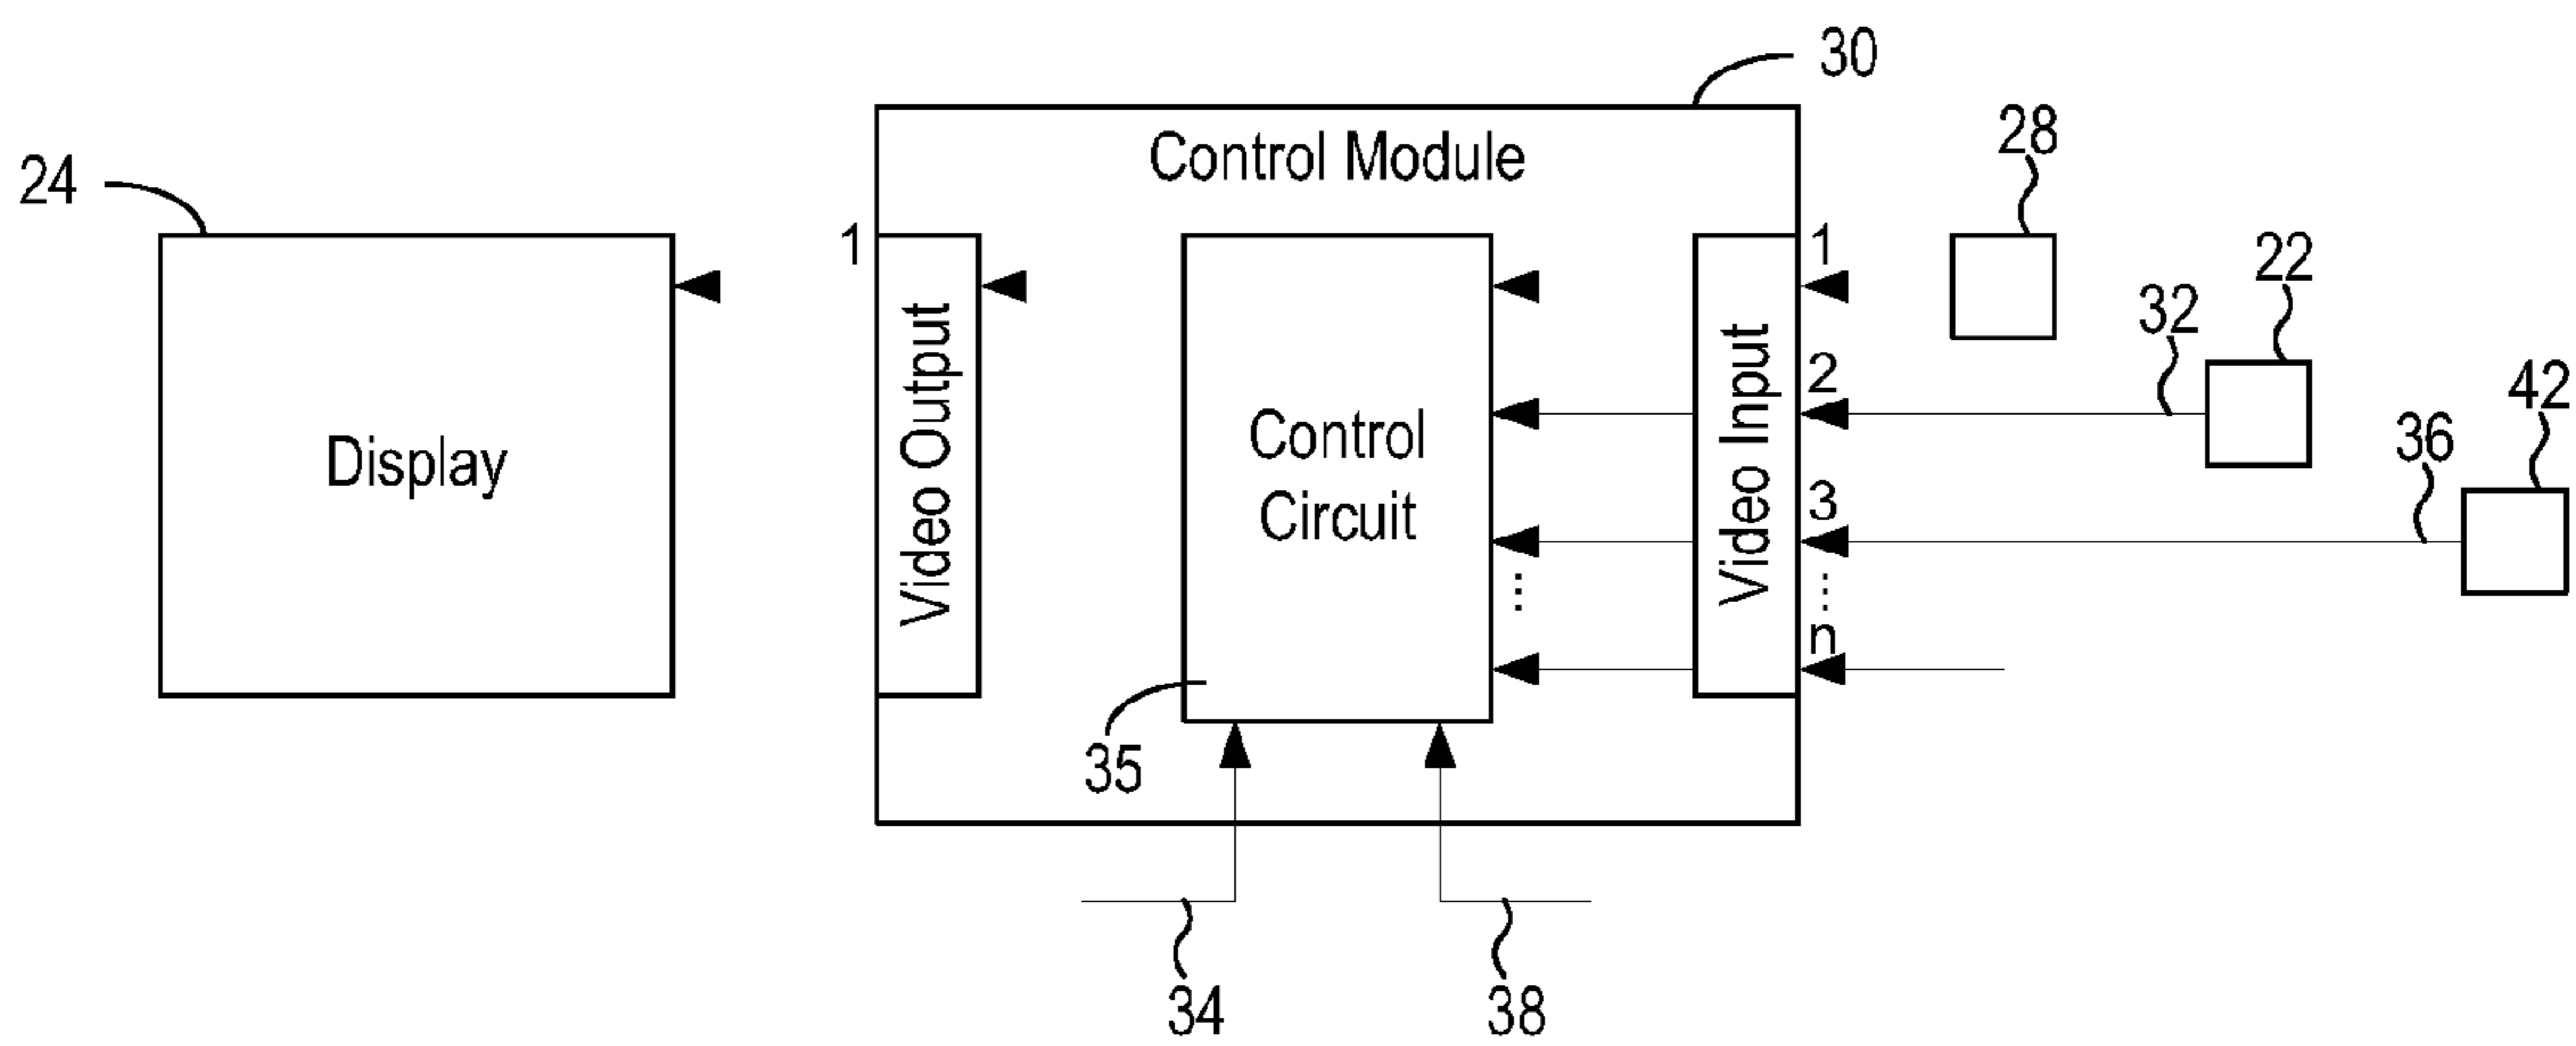 30
Control Module
28
24
1
1
22
32
2
42
36
Display
Video Output
Control
Circuit
Video Input
3
...
...
n
35
34
38